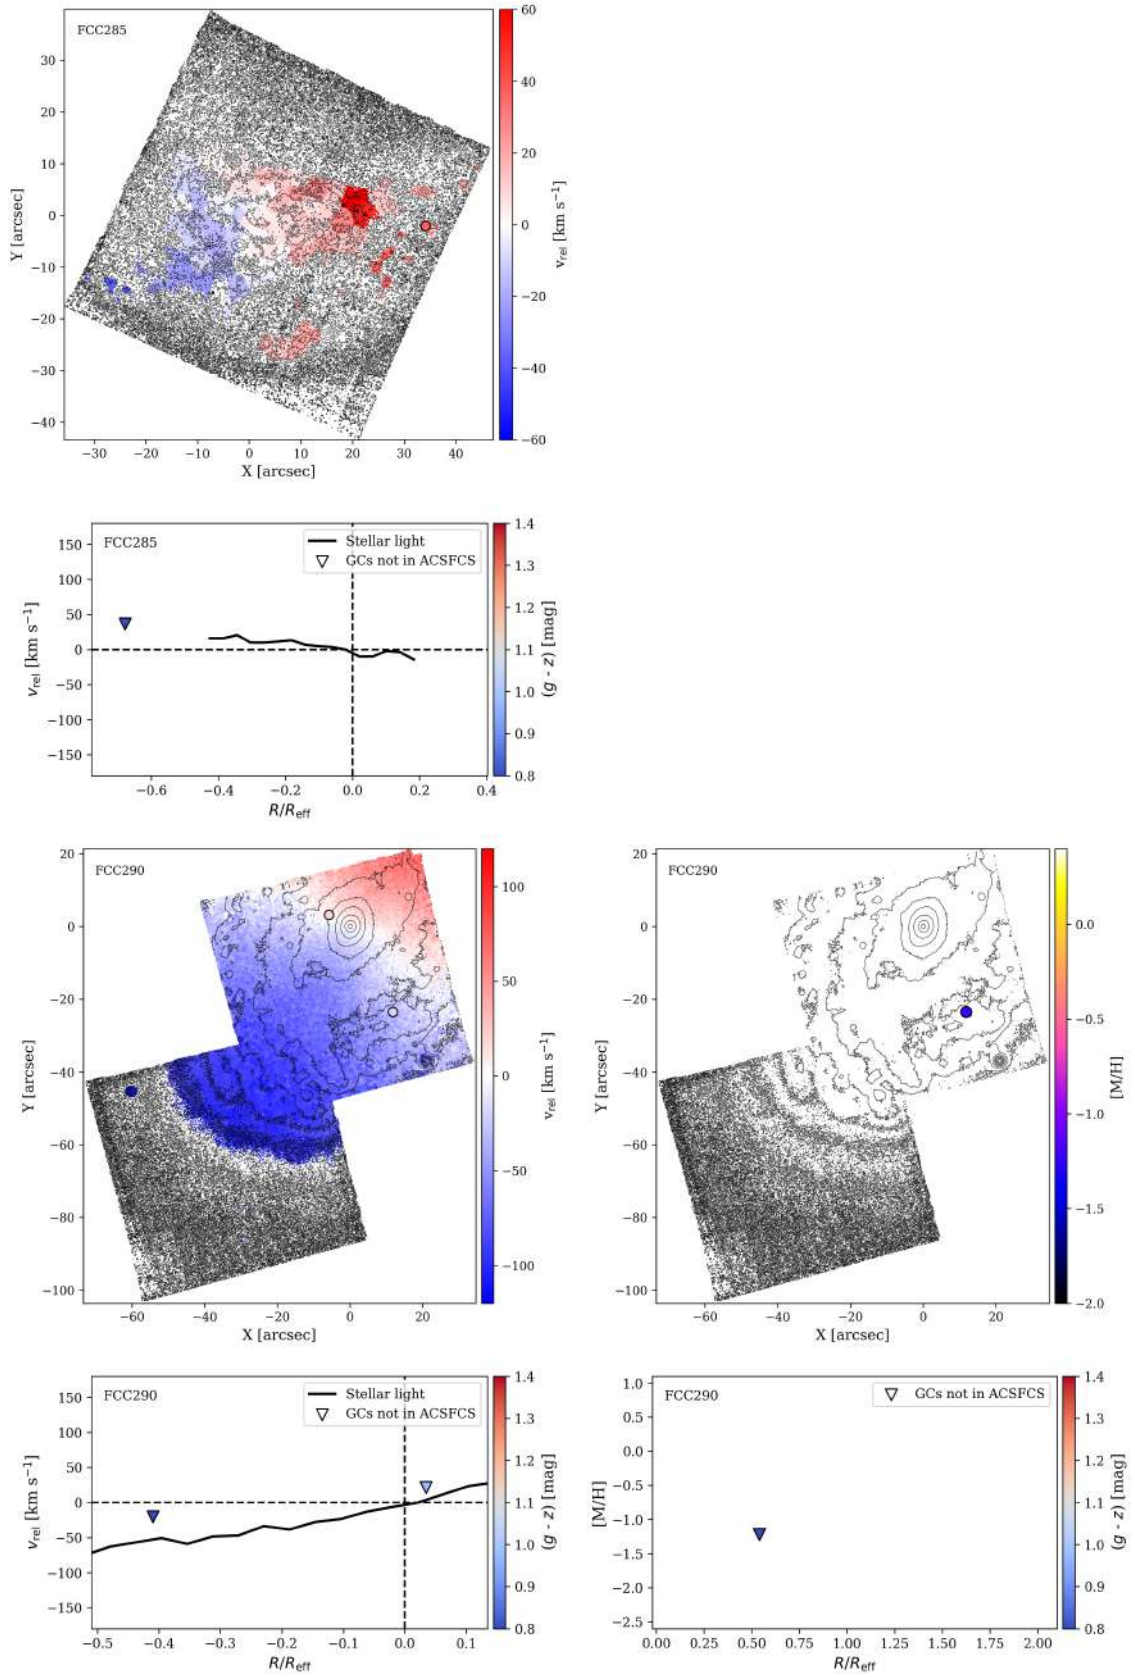 FCC285
30
20
10
0
−10
−20
−30
−40
Y [arcsec]
−30 −20 −10 0 10 20 30 40
X [arcsec]
60
40
20
0
−20
−40
−60
v_rel [km s⁻¹]
FCC285
Stellar light
GCs not in ACSFCS
150
100
50
0
−50
−100
−150
v_rel [km s⁻¹]
−0.6 −0.4 −0.2 0.0 0.2 0.4
R/R_eff
1.4
1.3
1.2
1.1
1.0
0.9
0.8
(g - z) [mag]
FCC290
20
0
−20
−40
−60
−80
−100
Y [arcsec]
−60 −40 −20 0 20
X [arcsec]
100
50
0
−50
−100
v_rel [km s⁻¹]
FCC290
20
0
−20
−40
−60
−80
−100
Y [arcsec]
−60 −40 −20 0 20
X [arcsec]
0.0
−0.5
−1.0
−1.5
−2.0
[M/H]
FCC290
Stellar light
GCs not in ACSFCS
150
100
50
0
−50
−100
−150
v_rel [km s⁻¹]
−0.5 −0.4 −0.3 −0.2 −0.1 0.0 0.1
R/R_eff
1.4
1.3
1.2
1.1
1.0
0.9
0.8
(g - z) [mag]
FCC290
GCs not in ACSFCS
1.0
0.5
0.0
−0.5
−1.0
−1.5
−2.0
−2.5
[M/H]
0.00 0.25 0.50 0.75 1.00 1.25 1.50 1.75 2.00
R/R_eff
1.4
1.3
1.2
1.1
1.0
0.9
0.8
(g - z) [mag]